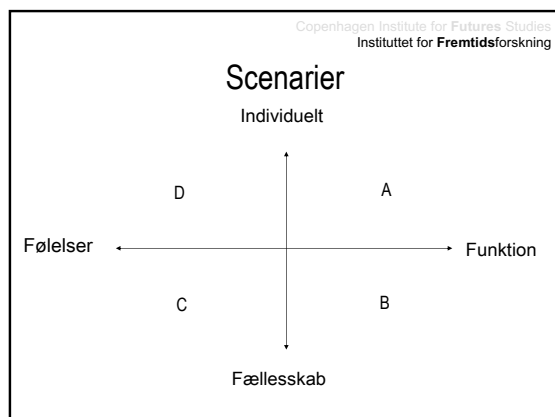 Copenhagen Institute for Futures Studies
Instituttet for Fremtidsforskning
Scenarier
Individuelt
D
A
Følelser
Funktion
C
B
Fællesskab